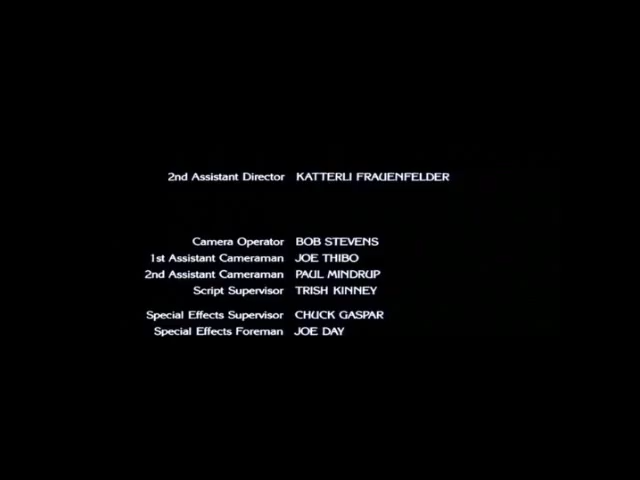 2nd Assistant Director KATTERLI FRAUENFELDER
Camera Operator BOB STEVENS
1st Assistant Cameraman JOE THIBO
2nd Assistant Cameraman PAUL MINDRUP
Script Supervisor TRISH KINNEY
Special Effects Supervisor CHUCK GASPAR
Special Effects Foreman JOE DAY